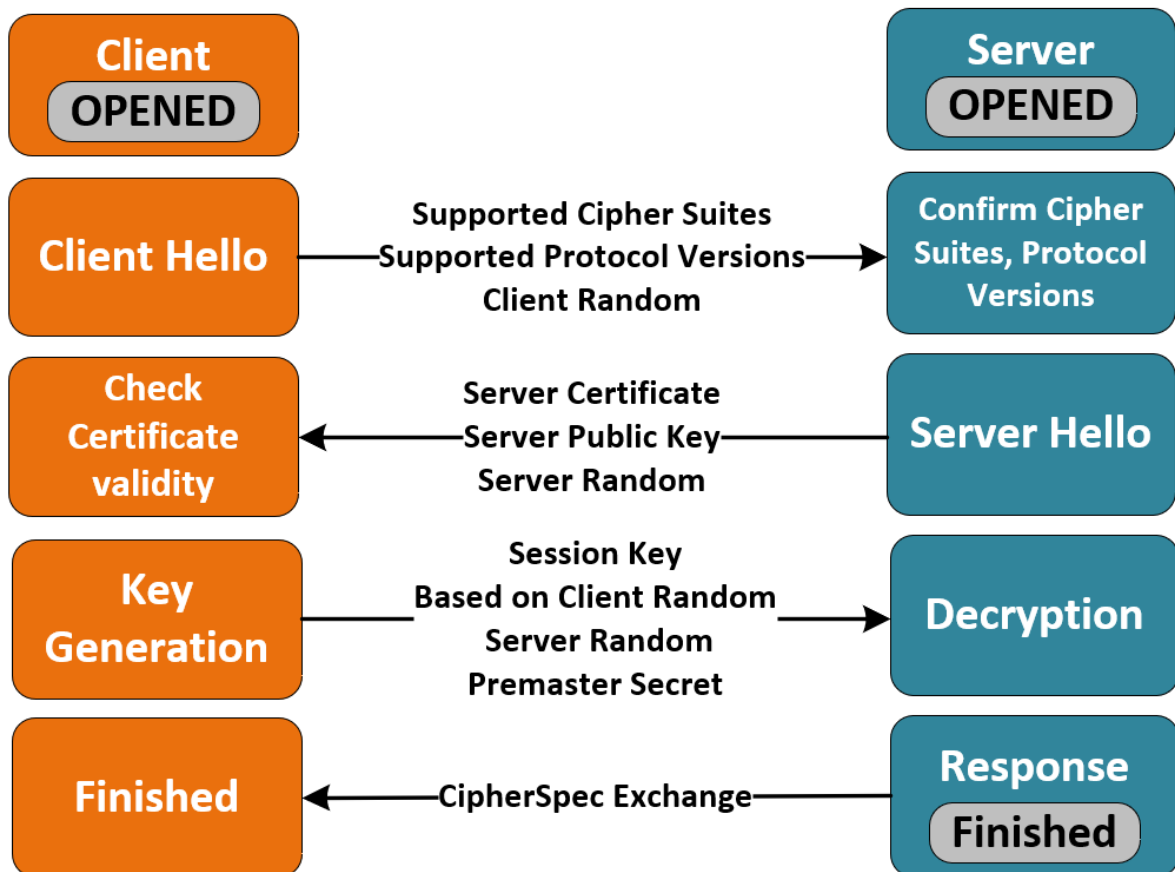 Client
OPENED
Server
OPENED
Client Hello
Supported Cipher Suites
Supported Protocol Versions
Client Random
Confirm Cipher
Suites, Protocol
Versions
Check
Certificate
validity
Server Certificate
Server Public Key
Server Random
Server Hello
Key
Generation
Session Key
Based on Client Random
Server Random
Premaster Secret
Decryption
Finished
CipherSpec Exchange
Response
Finished